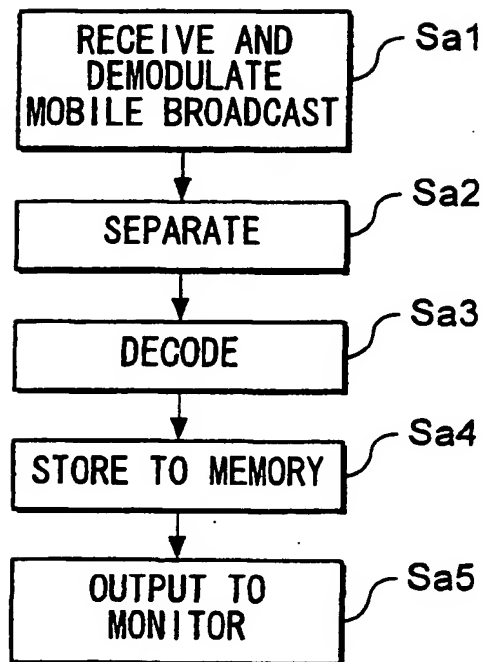 RECEIVE AND
DEMODULATE
MOBILE BROADCAST
Sa1
SEPARATE
Sa2
DECODE
Sa3
STORE TO MEMORY
Sa4
OUTPUT TO
MONITOR
Sa5